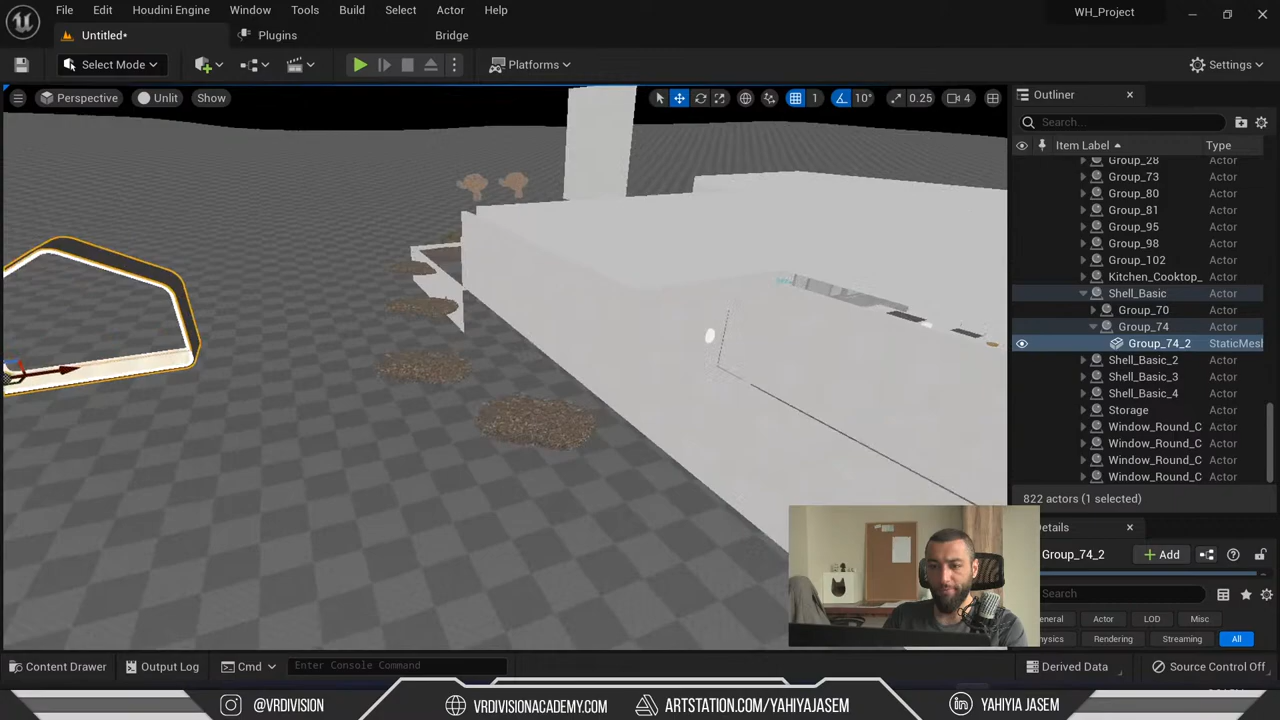 File Edit Houdini Engine Window Tools Build Select Actor Help
WH_Project
Untitled*
Plugins
Bridge
Select Mode
Platforms
Settings
Perspective
Unlit
Show
1
10°
0.25
4
Outliner
Search...
Item Label
Type
Group_28 Actor
Group_73 Actor
Group_80 Actor
Group_81 Actor
Group_95 Actor
Group_98 Actor
Group_102 Actor
Kitchen_Cooktop_ Actor
Shell_Basic Actor
Group_70 Actor
Group_74 Actor
Group_74_2 StaticMesh
Shell_Basic_2 Actor
Shell_Basic_3 Actor
Shell_Basic_4 Actor
Storage Actor
Window_Round_C Actor
Window_Round_C Actor
Window_Round_C Actor
Window_Round_C Actor
822 actors (1 selected)
Details
Group_74_2
+ Add
Search
eneral Actor LOD Misc
hysics Rendering Streaming All
Content Drawer
Output Log
Cmd
Enter Console Command
Derived Data
Source Control Off
@VRDIVISION
VRDIVISIONACADEMY.COM
ARTSTATION.COM/YAHIYAJASEM
YAHIYIA JASEM